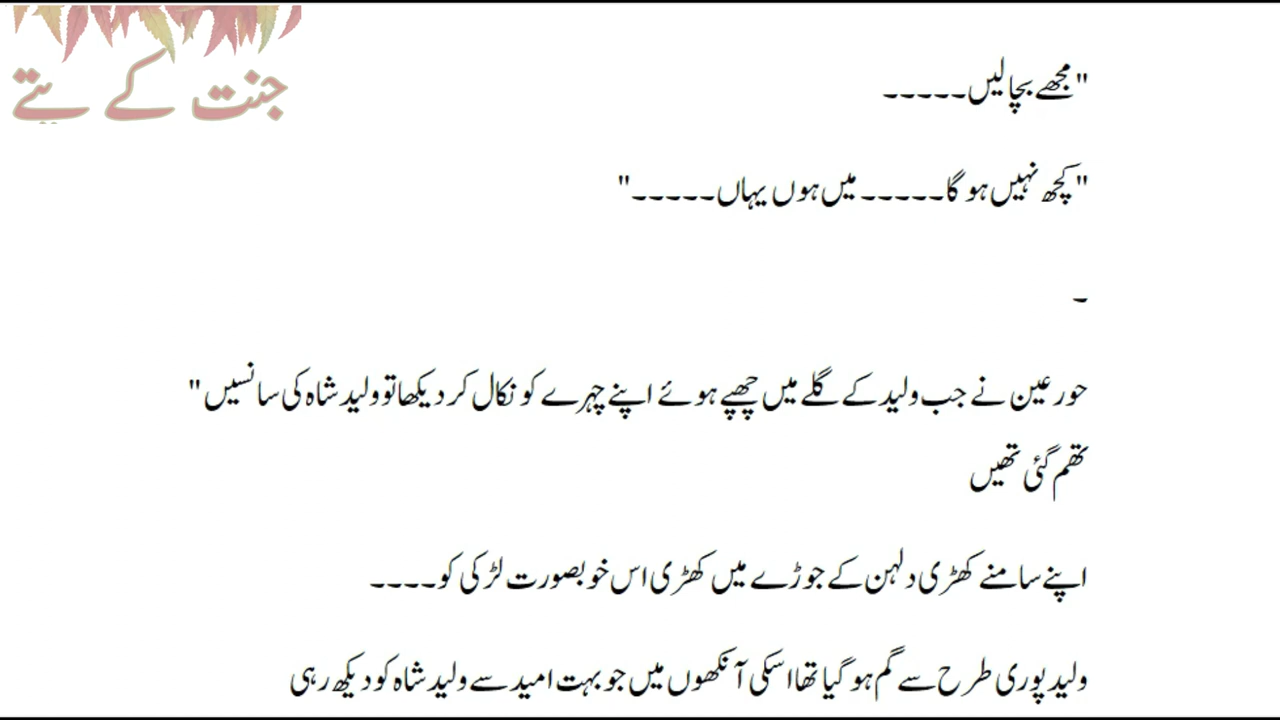 جنت کے پتے
"مجھے بچالیں۔۔۔۔۔
"کچھ نہیں ہو گا۔۔۔۔۔ میں ہوں یہاں۔۔۔۔۔"
۔
حور عین نے جب ولید کے گلے میں چھپے ہوئے اپنے چہرے کو نکال کر دیکھا تو ولید شاہ کی سانسیں"
تھم گئی تھیں
اپنے سامنے کھڑی دلہن کے جوڑے میں کھڑی اس خوبصورت لڑکی کو۔۔۔۔
ولید پوری طرح سے گم ہو گیا تھا اسکی آنکھوں میں جو بہت امید سے ولید شاہ کو دیکھ رہی